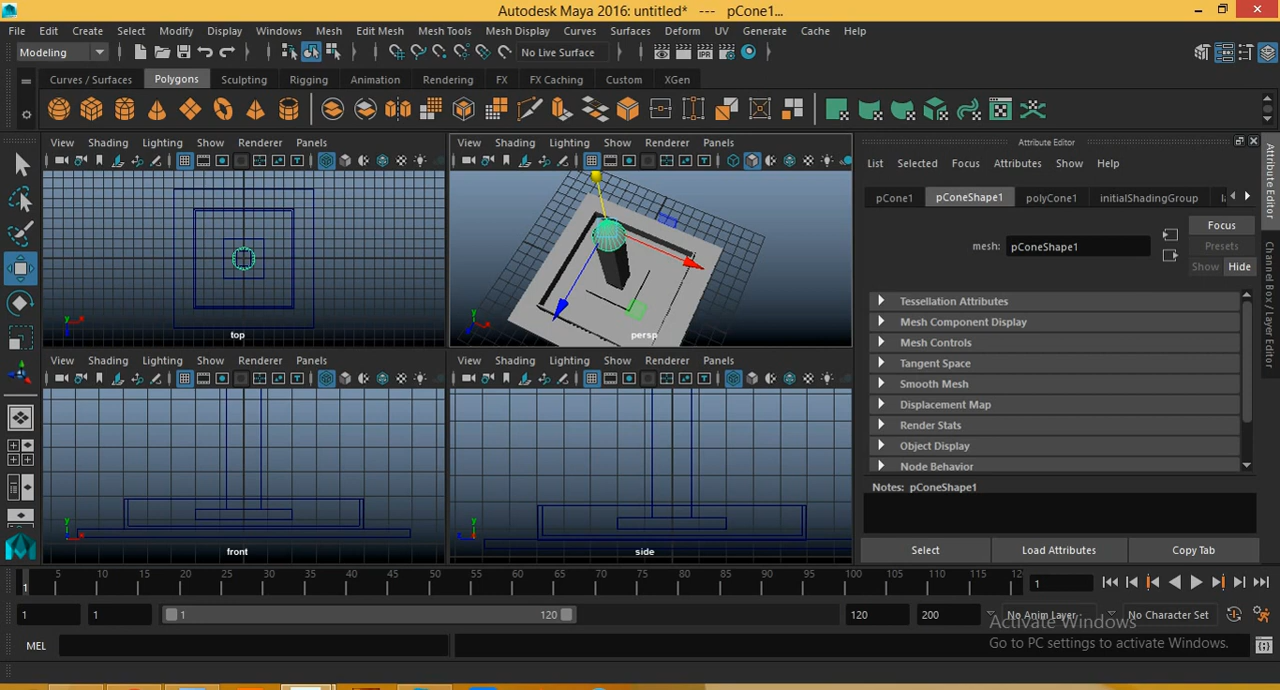 Autodesk Maya 2016: untitled* --- pCone1...
File Edit Create Select Modify Display Windows Mesh Edit Mesh Mesh Tools Mesh Display Curves Surfaces Deform UV Generate Cache Help
Modeling No Live Surface
Curves / Surfaces Polygons Sculpting Rigging Animation Rendering FX FX Caching Custom XGen
View Shading Lighting Show Renderer Panels
View Shading Lighting Show Renderer Panels
top
persp
View Shading Lighting Show Renderer Panels
View Shading Lighting Show Renderer Panels
front
side
Attribute Editor
List Selected Focus Attributes Show Help
pCone1 pConeShape1 polyCone1 initialShadingGroup
Focus
mesh: pConeShape1
Presets
Show Hide
Tessellation Attributes
Mesh Component Display
Mesh Controls
Tangent Space
Smooth Mesh
Displacement Map
Render Stats
Object Display
Node Behavior
Notes: pConeShape1
Select Load Attributes Copy Tab
Attribute Editor
Channel Box / Layer Editor
5 10 15 20 25 30 35 40 45 50 55 60 65 70 75 80 85 90 95 100 105 110 115 12
1 1
1 1 1 120 120 200 No Anim Layer No Character Set
Activate Windows
Go to PC settings to activate Windows.
MEL